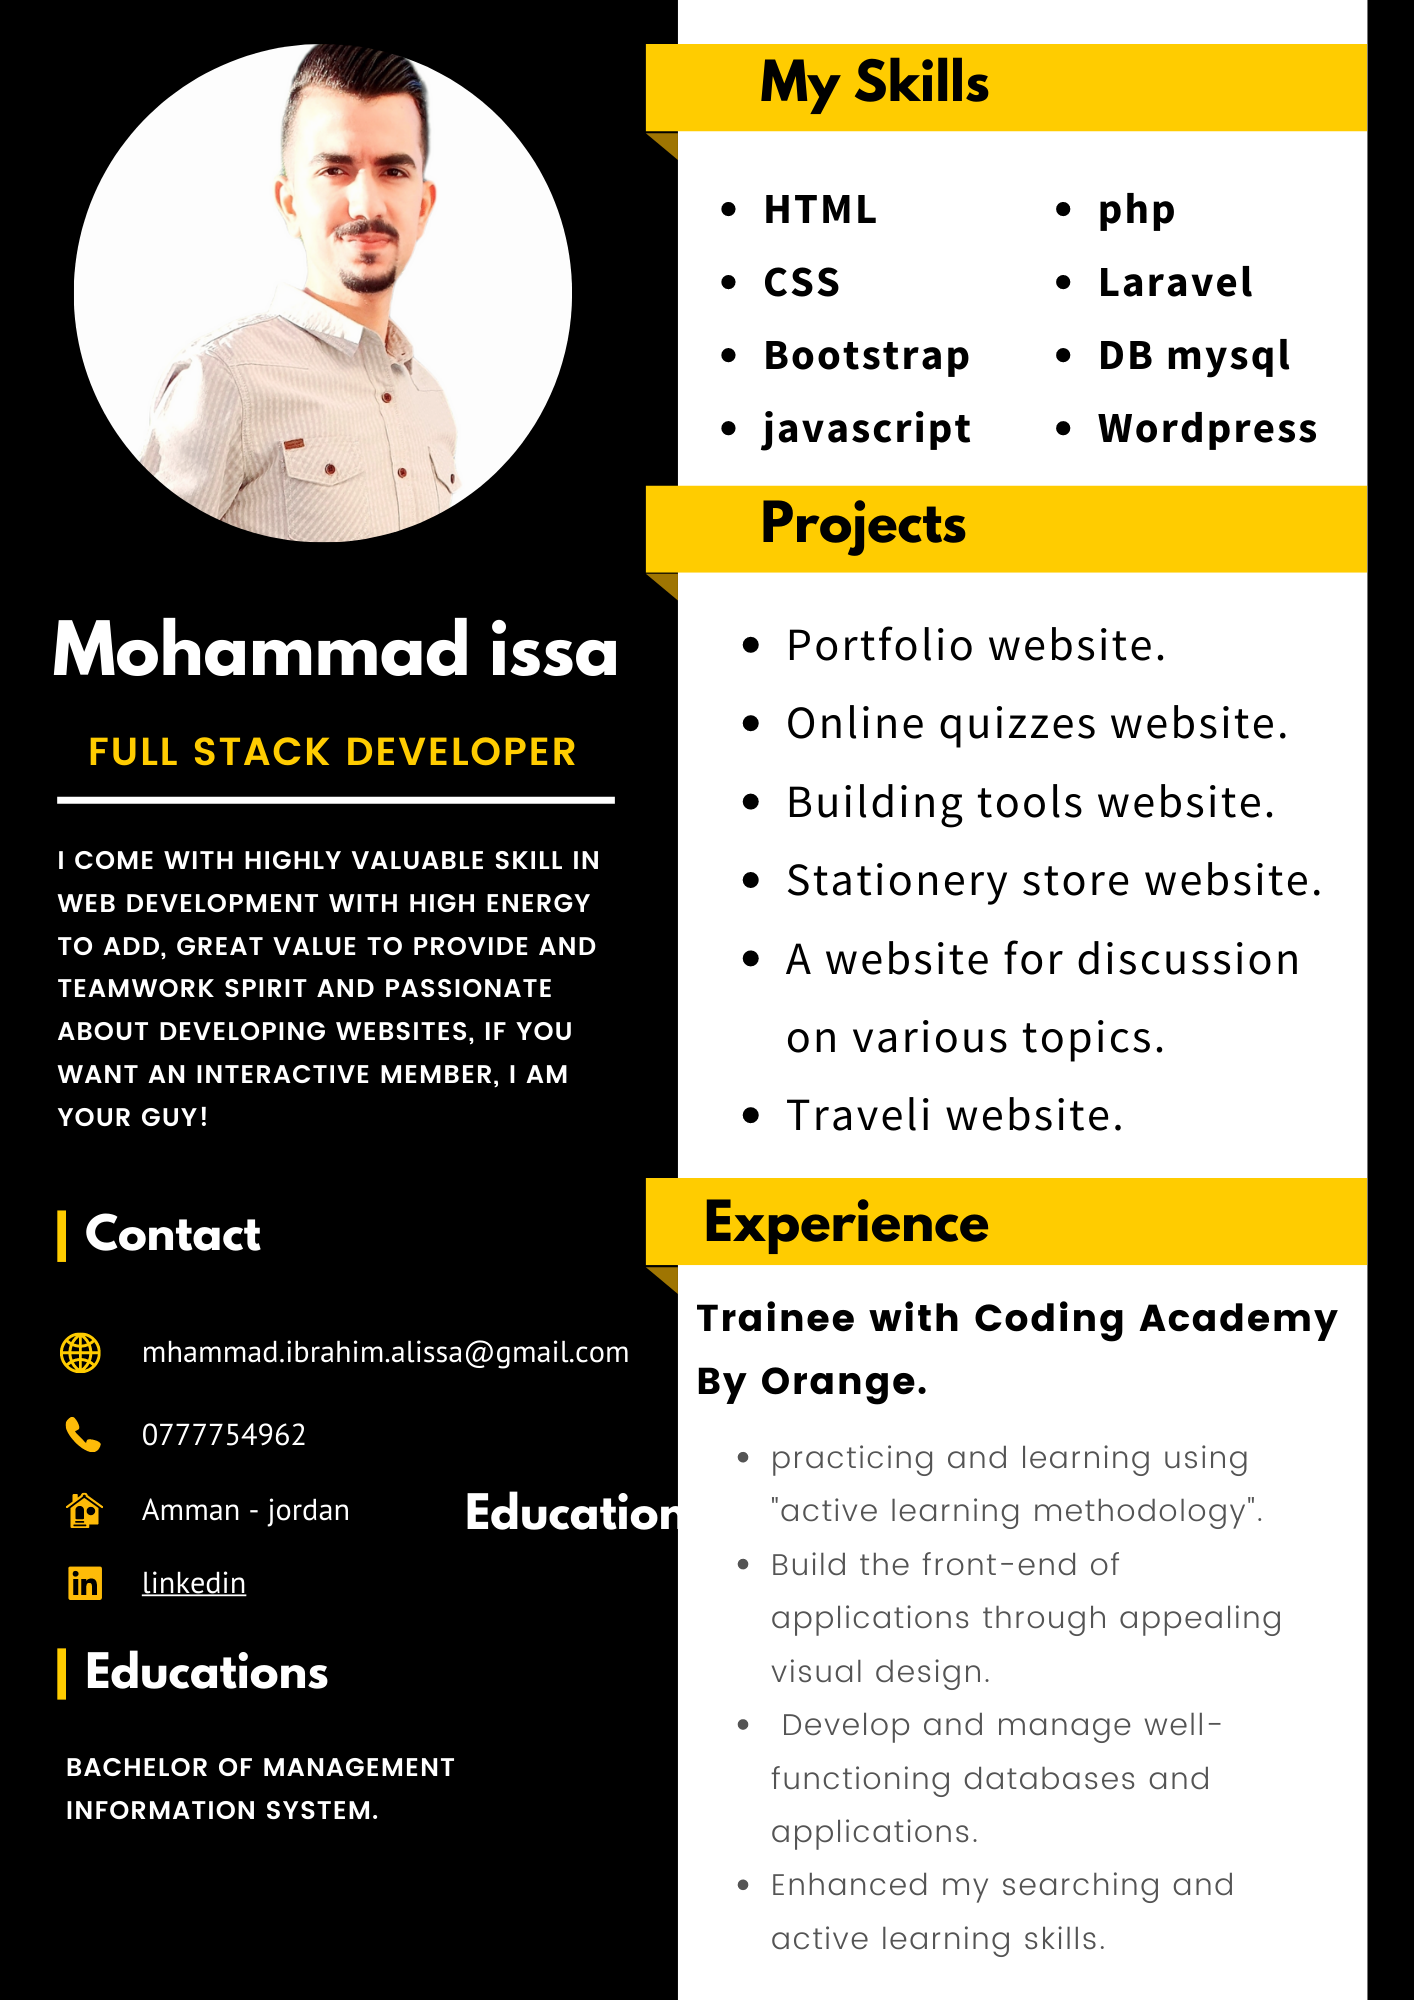 Mohammad issa
FULL STACK DEVELOPER
I COME WITH HIGHLY VALUABLE SKILL IN
WEB DEVELOPMENT WITH HIGH ENERGY
TO ADD, GREAT VALUE TO PROVIDE AND
TEAMWORK SPIRIT AND PASSIONATE
ABOUT DEVELOPING WEBSITES, IF YOU
WANT AN INTERACTIVE MEMBER, I AM
YOUR GUY!
Contact
mhammad.ibrahim.alissa@gmail.com
0777754962
Amman - jordan
Education
linkedin
Educations
BACHELOR OF MANAGEMENT
INFORMATION SYSTEM.
My Skills
HTML
CSS
Bootstrap
javascript
php
Laravel
DB mysql
Wordpress
Projects
Portfolio website.
Online quizzes website.
Building tools website.
Stationery store website.
A website for discussion
on various topics.
Traveli website.
Experience
Trainee with Coding Academy
By Orange.
practicing and learning using
"active learning methodology".
Build the front-end of
applications through appealing
visual design.
Develop and manage well-
functioning databases and
applications.
Enhanced my searching and
active learning skills.